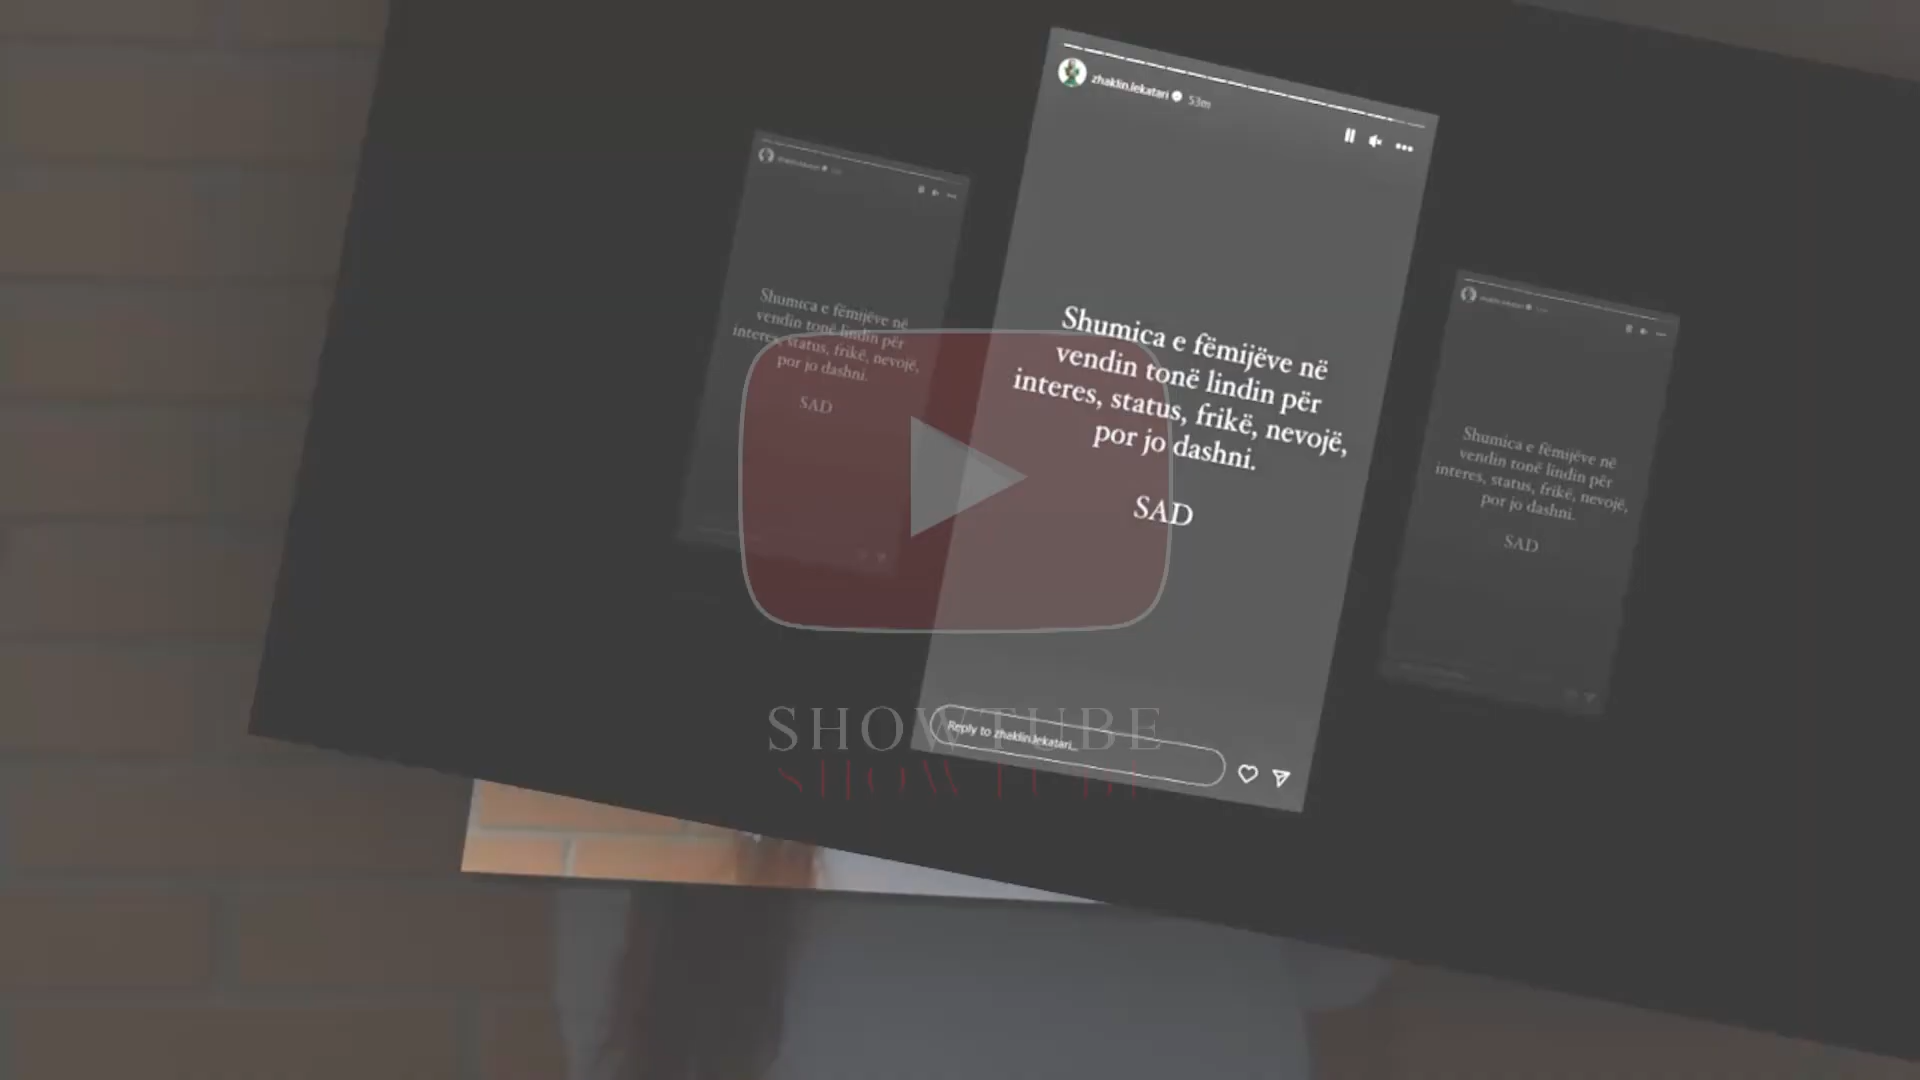 zhaklin.lekatari 53m
Shumica e fëmijëve në
vendin tonë lindin për
interes, status, frikë, nevojë,
por jo dashni.
SAD
Reply to zhaklin.lekatari_
Shumica e fëmijëve në
vendin tonë lindin për
interes, status, frikë, nevojë,
por jo dashni.
SAD
Shumica e fëmijëve në
vendin tonë lindin për
interes, status, frikë, nevojë,
por jo dashni.
SAD
SHOWTUBE
SHOWTUBE